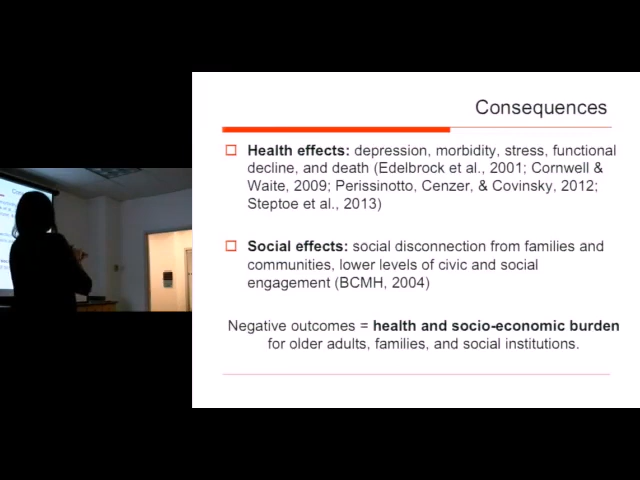 Consequences
Health effects: depression, morbidity, stress, functional
decline, and death (Edelbrock et al., 2001; Cornwell &
Waite, 2009; Perissinotto, Cenzer, & Covinsky, 2012;
Steptoe et al., 2013)
Social effects: social disconnection from families and
communities, lower levels of civic and social
engagement (BCMH, 2004)
Negative outcomes = health and socio-economic burden
for older adults, families, and social institutions.